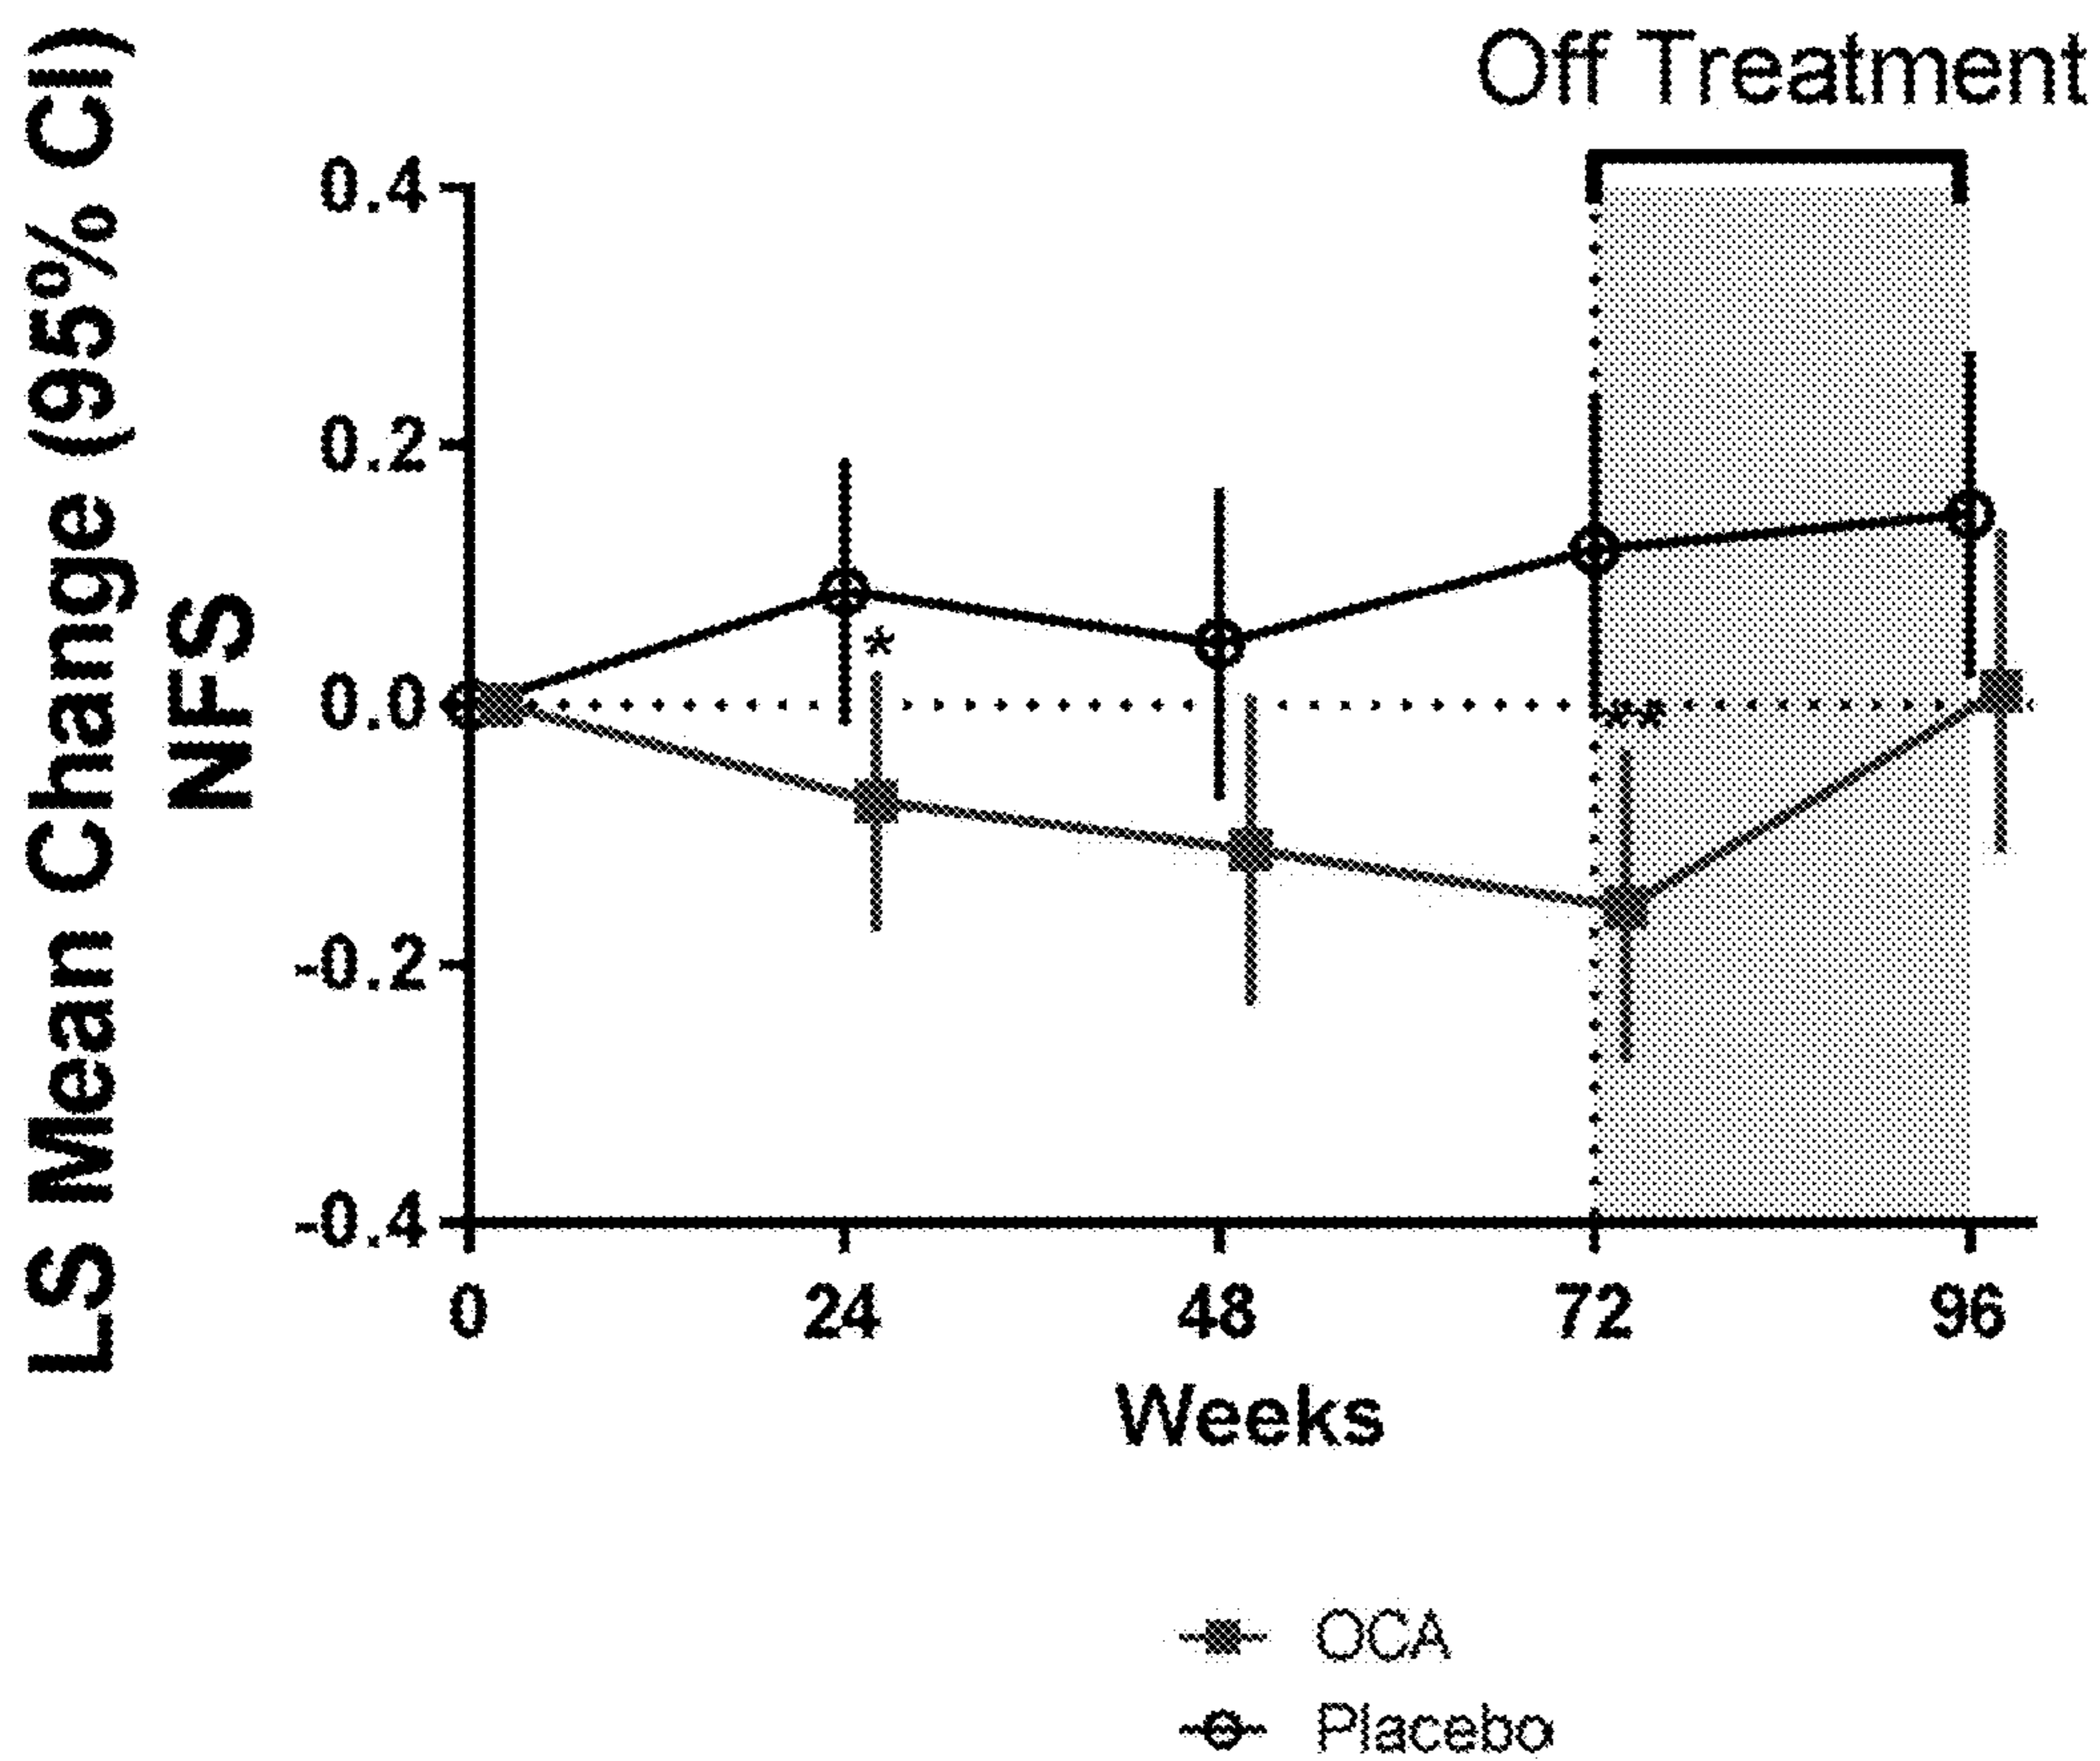 Off Treatment
LS Mean Change (95% CI)
NFS
0.4
0.2
0.0
-0.2
-0.4
*
**
0 24 48 72 96
Weeks
OCA
Placebo